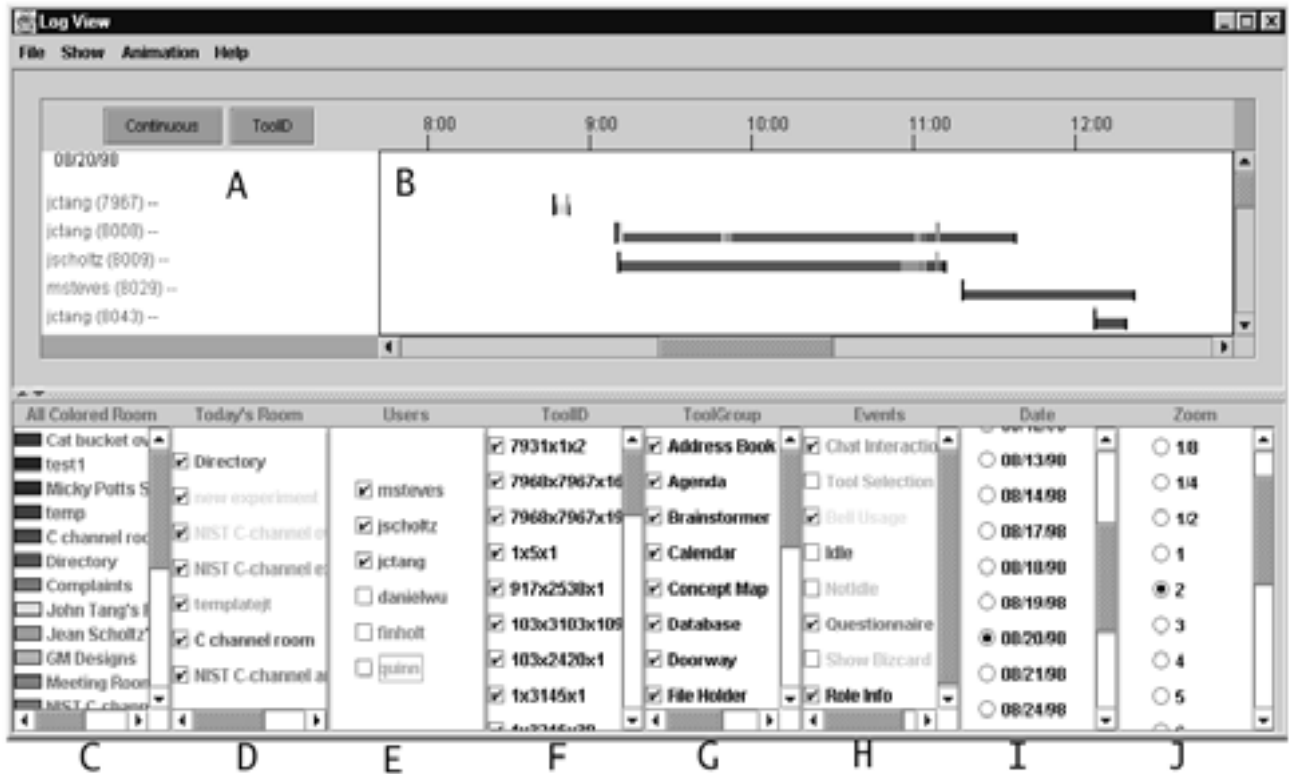 Log View
File Show Animation Help
Continuous ToolID 8:00 9:00 10:00 11:00 12:00
08/20/98
A B
jctang (7967) --
jctang (8000) --
jscholtz (8009) --
msteves (8029) --
jctang (8043) --
All Colored Room Today's Room Users ToolID ToolGroup Events Date Zoom
Cat bucket ov
test1
Micky Potts S
temp
C channel roo
Directory
Complaints
John Tang's
Jean Scholtz'
GM Designs
Meeting Room
NIST C-chann
Directory
new experiment
NIST C-channel
NIST C-channel e
templatejt
C channel room
NIST C-channel a
msteves
jscholtz
jctang
danielwu
finholt
quinn
7931x1x2
7968x7967x16
7968x7967x19
1x5x1
917x2538x1
103x3103x109
103x2420x1
1x3145x1
Address Book
Agenda
Brainstormer
Calendar
Concept Map
Database
Doorway
File Holder
Chat Interactio
Tool Selection
Bell Usage
Idle
NotIdle
Questionnaire
Show Bizcard
Role Info
08/13/98
08/14/98
08/17/98
08/18/98
08/19/98
08/20/98
08/21/98
08/24/98
1/8
1/4
1/2
1
2
3
4
5
C D E F G H I J